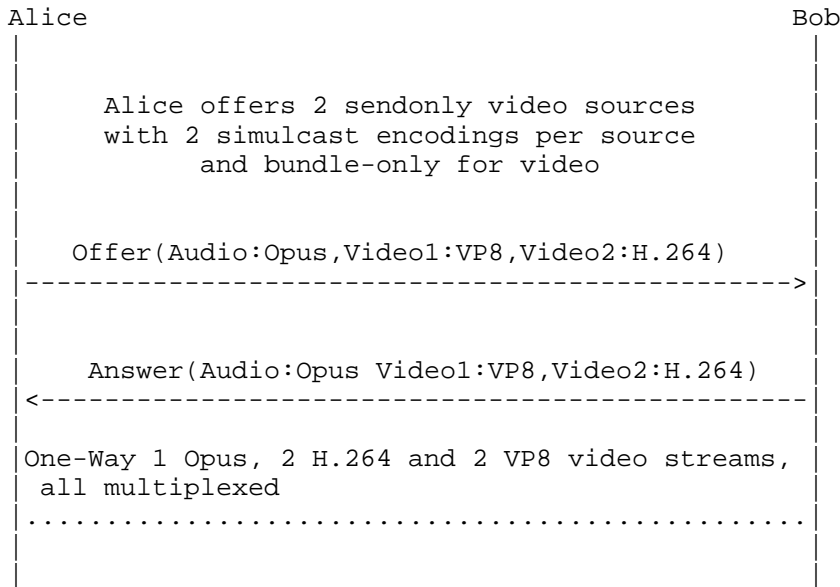 Alice Bob
Alice offers 2 sendonly video sources
with 2 simulcast encodings per source
and bundle-only for video
Offer(Audio:Opus,Video1:VP8,Video2:H.264)
Answer(Audio:Opus Video1:VP8,Video2:H.264)
One-Way 1 Opus, 2 H.264 and 2 VP8 video streams,
all multiplexed